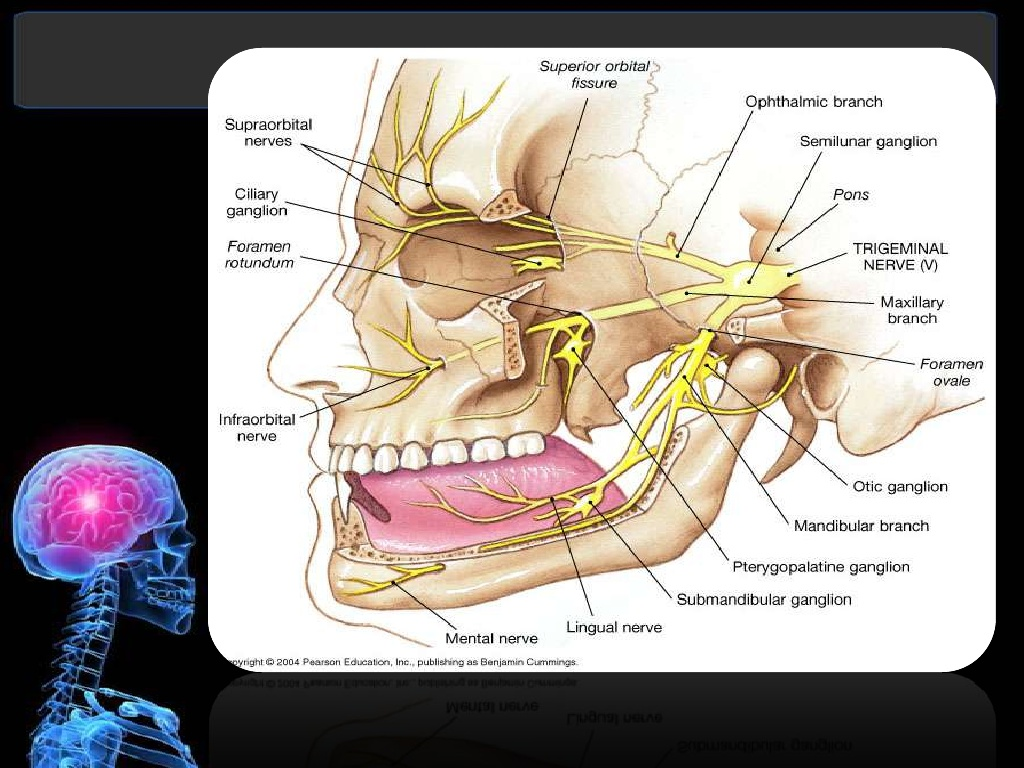 Superior orbital
fissure
Ophthalmic branch
Supraorbital
nerves
Semilunar ganglion
Ciliary
ganglion
Pons
Foramen
rotundum
TRIGEMINAL
NERVE (V)
Maxillary
branch
Foramen
ovale
Infraorbital
nerve
Otic ganglion
Mandibular branch
Pterygopalatine ganglion
Submandibular ganglion
Lingual nerve
Mental nerve
pyright © 2004 Pearson Education, Inc., publishing as Benjamin Cummings.